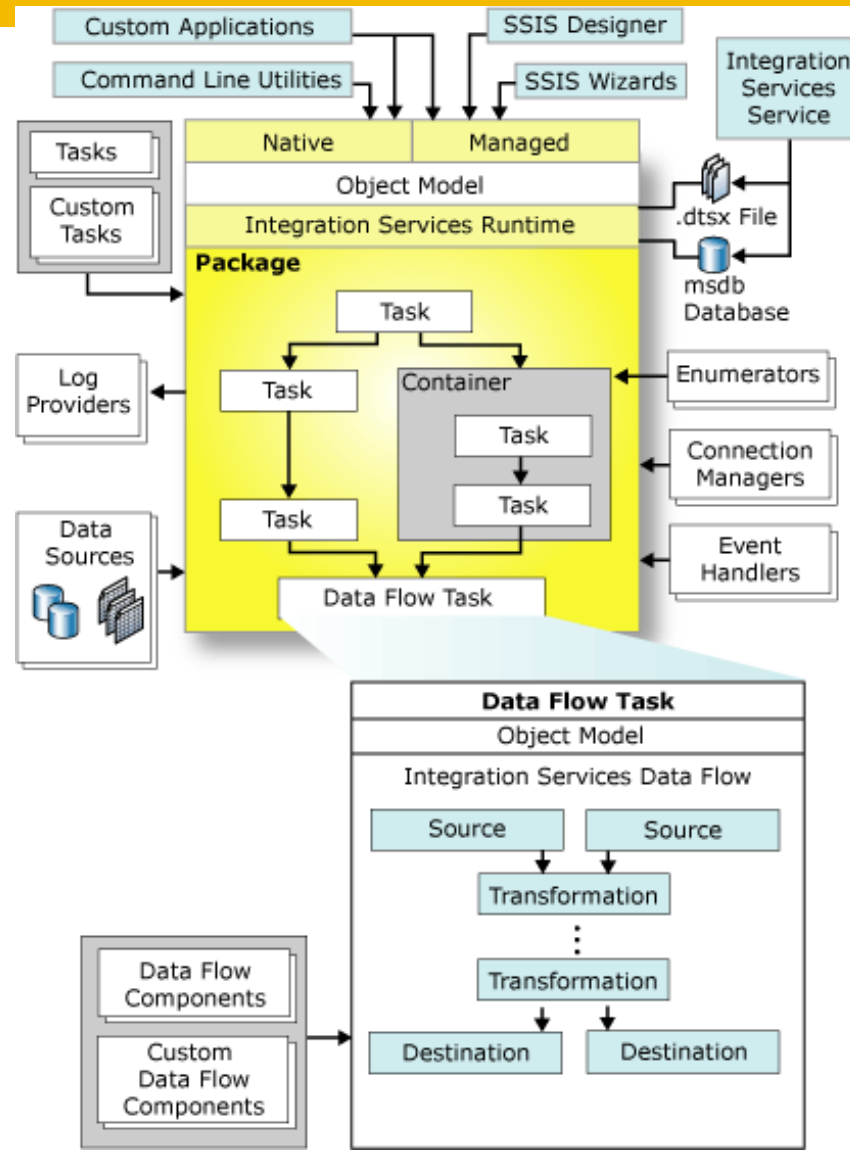 Custom Applications
SSIS Designer
Command Line Utilities
SSIS Wizards
Integration
Services
Service
Tasks
Custom
Tasks
Native
Managed
Object Model
Integration Services Runtime
.dtsx File
msdb
Database
Package
Task
Log
Providers
Task
Container
Enumerators
Task
Connection
Managers
Task
Task
Data
Sources
Event
Handlers
Data Flow Task
Data Flow Task
Object Model
Integration Services Data Flow
Source
Source
Transformation
Transformation
Destination
Destination
Data Flow
Components
Custom
Data Flow
Components